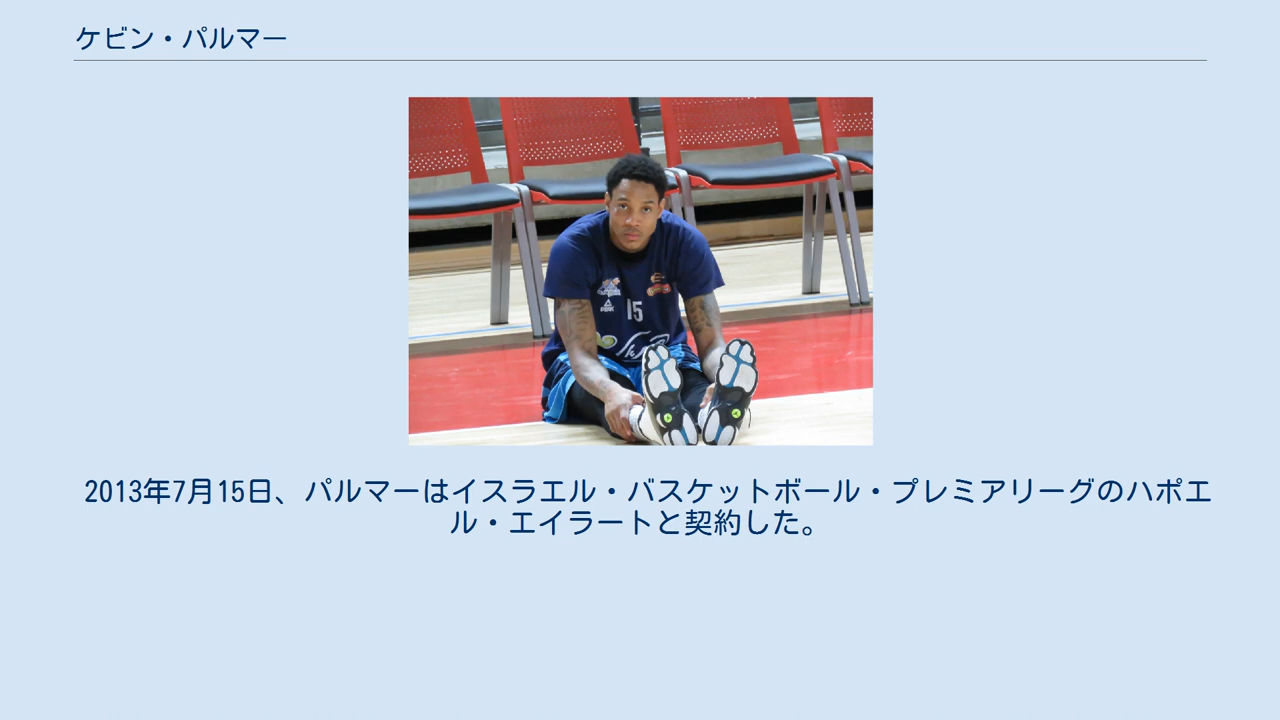 ケビン・パルマー
15
PEAK
2013年7月15日、パルマーはイスラエル・バスケットボール・プレミアリーグのハポエ
ル・エイラートと契約した。